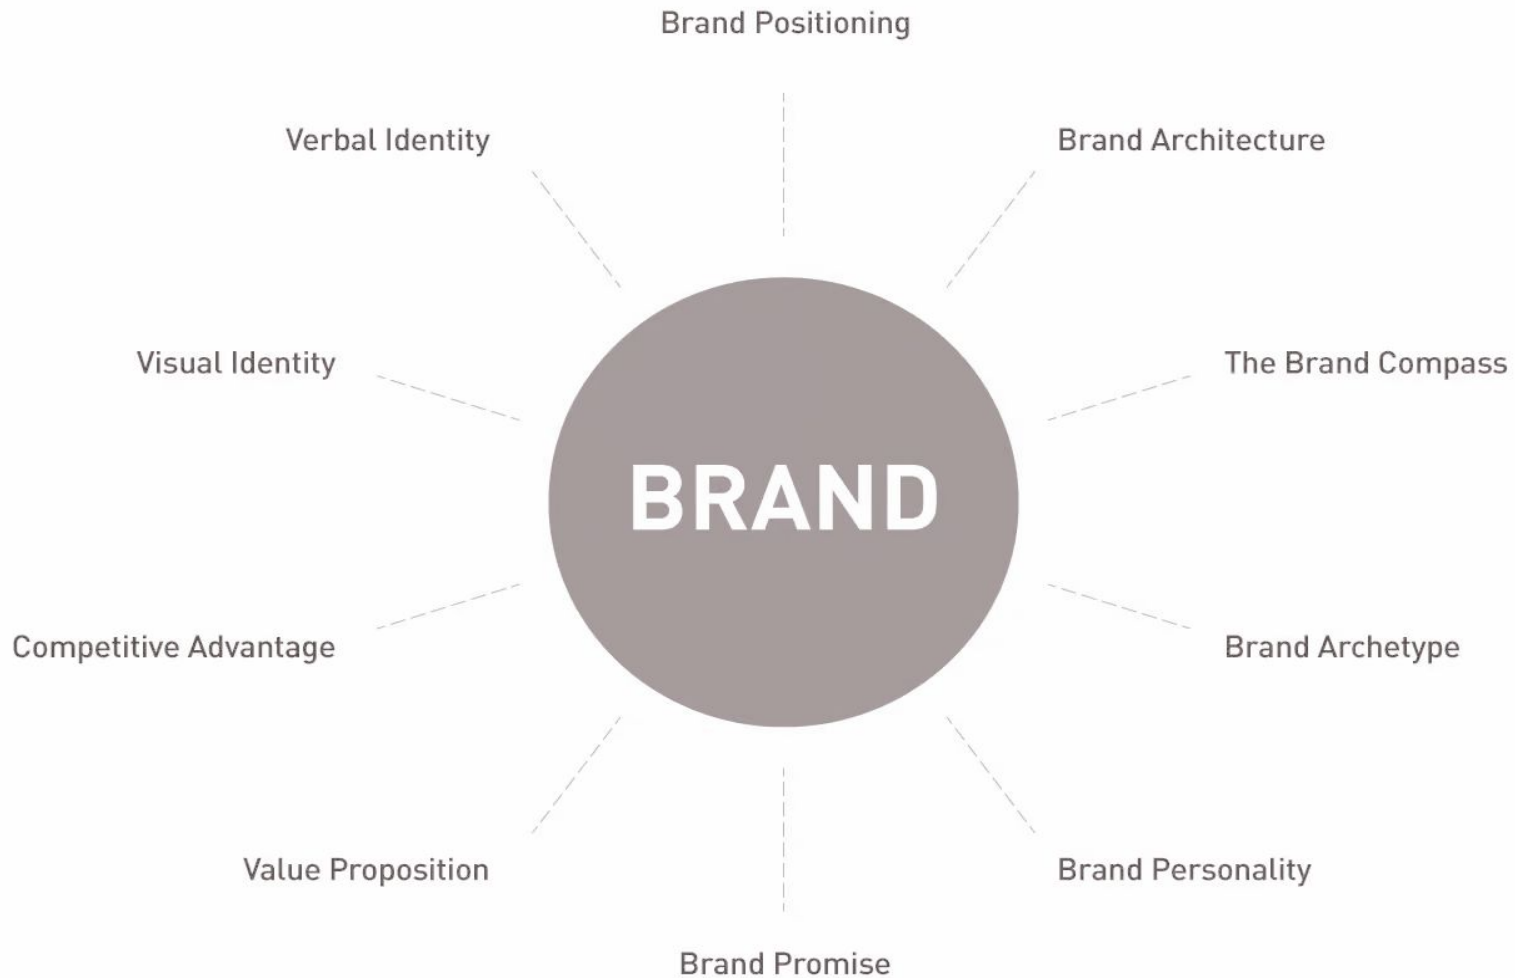 Brand Positioning
Verbal Identity
Brand Architecture
Visual Identity
The Brand Compass
BRAND
Competitive Advantage
Brand Archetype
Value Proposition
Brand Personality
Brand Promise